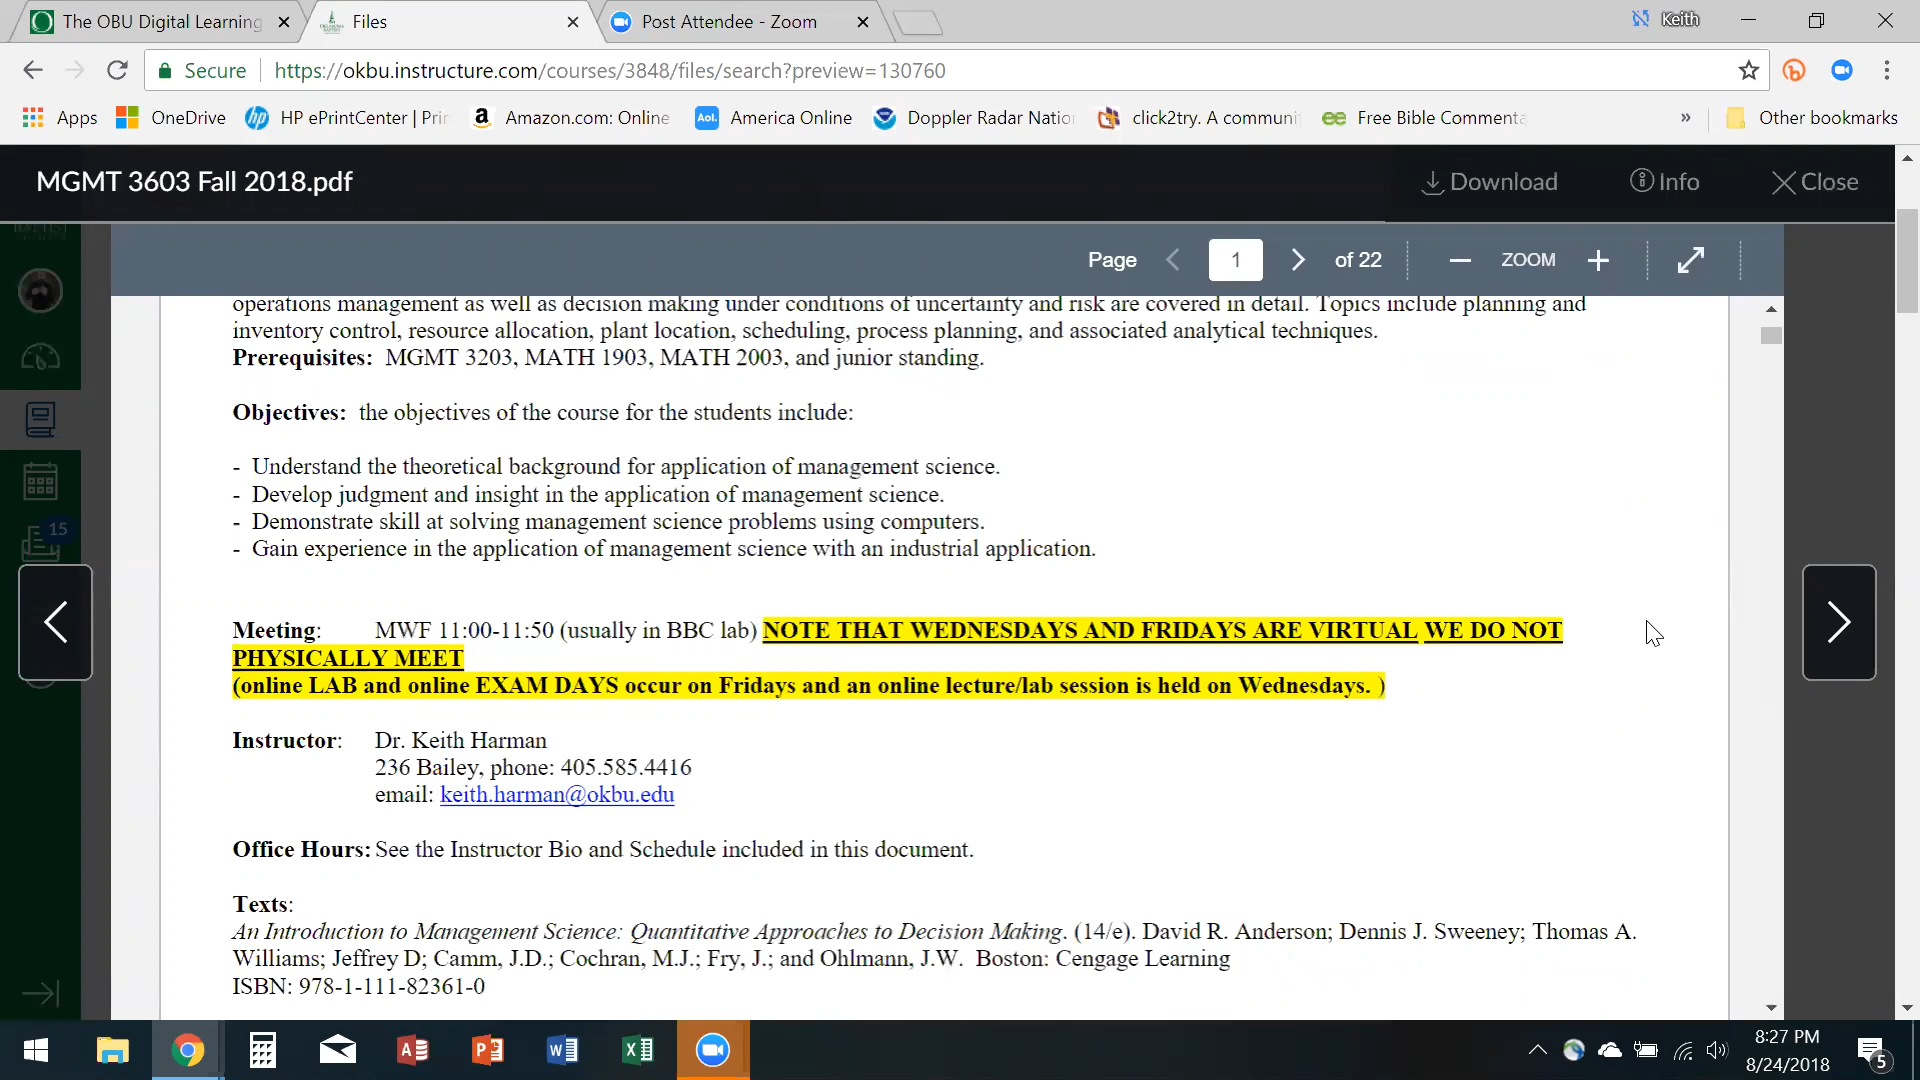 The OBU Digital Learning
Files
Post Attendee - Zoom
Keith
Secure
https://okbu.instructure.com/courses/3848/files/search?preview=130760
Apps
OneDrive
HP ePrintCenter | Prin
Amazon.com: Online
Aol.
America Online
Doppler Radar Natio
click2try. A communi
Free Bible Commenta
»
Other bookmarks
MGMT 3603 Fall 2018.pdf
Download
Info
Close
Page
1
of 22
ZOOM
operations management as well as decision making under conditions of uncertainty and risk are covered in detail. Topics include planning and
inventory control, resource allocation, plant location, scheduling, process planning, and associated analytical techniques.
Prerequisites: MGMT 3203, MATH 1903, MATH 2003, and junior standing.
Objectives: the objectives of the course for the students include:
- Understand the theoretical background for application of management science.
- Develop judgment and insight in the application of management science.
- Demonstrate skill at solving management science problems using computers.
- Gain experience in the application of management science with an industrial application.
Meeting: MWF 11:00-11:50 (usually in BBC lab) NOTE THAT WEDNESDAYS AND FRIDAYS ARE VIRTUAL WE DO NOT
PHYSICALLY MEET
(online LAB and online EXAM DAYS occur on Fridays and an online lecture/lab session is held on Wednesdays. )
Instructor: Dr. Keith Harman
236 Bailey, phone: 405.585.4416
email: keith.harman@okbu.edu
Office Hours: See the Instructor Bio and Schedule included in this document.
Texts:
An Introduction to Management Science: Quantitative Approaches to Decision Making. (14/e). David R. Anderson; Dennis J. Sweeney; Thomas A.
Williams; Jeffrey D; Camm, J.D.; Cochran, M.J.; Fry, J.; and Ohlmann, J.W. Boston: Cengage Learning
ISBN: 978-1-111-82361-0
15
8:27 PM
8/24/2018
5